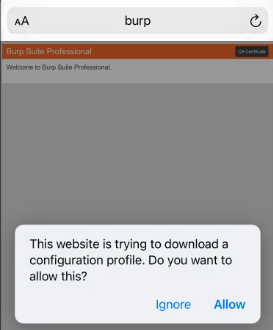 AA
burp
Burp Suite Professional
CA Certificate
Welcome to Burp Suite Professional.
This website is trying to download a
configuration profile. Do you want to
allow this?
Ignore
Allow